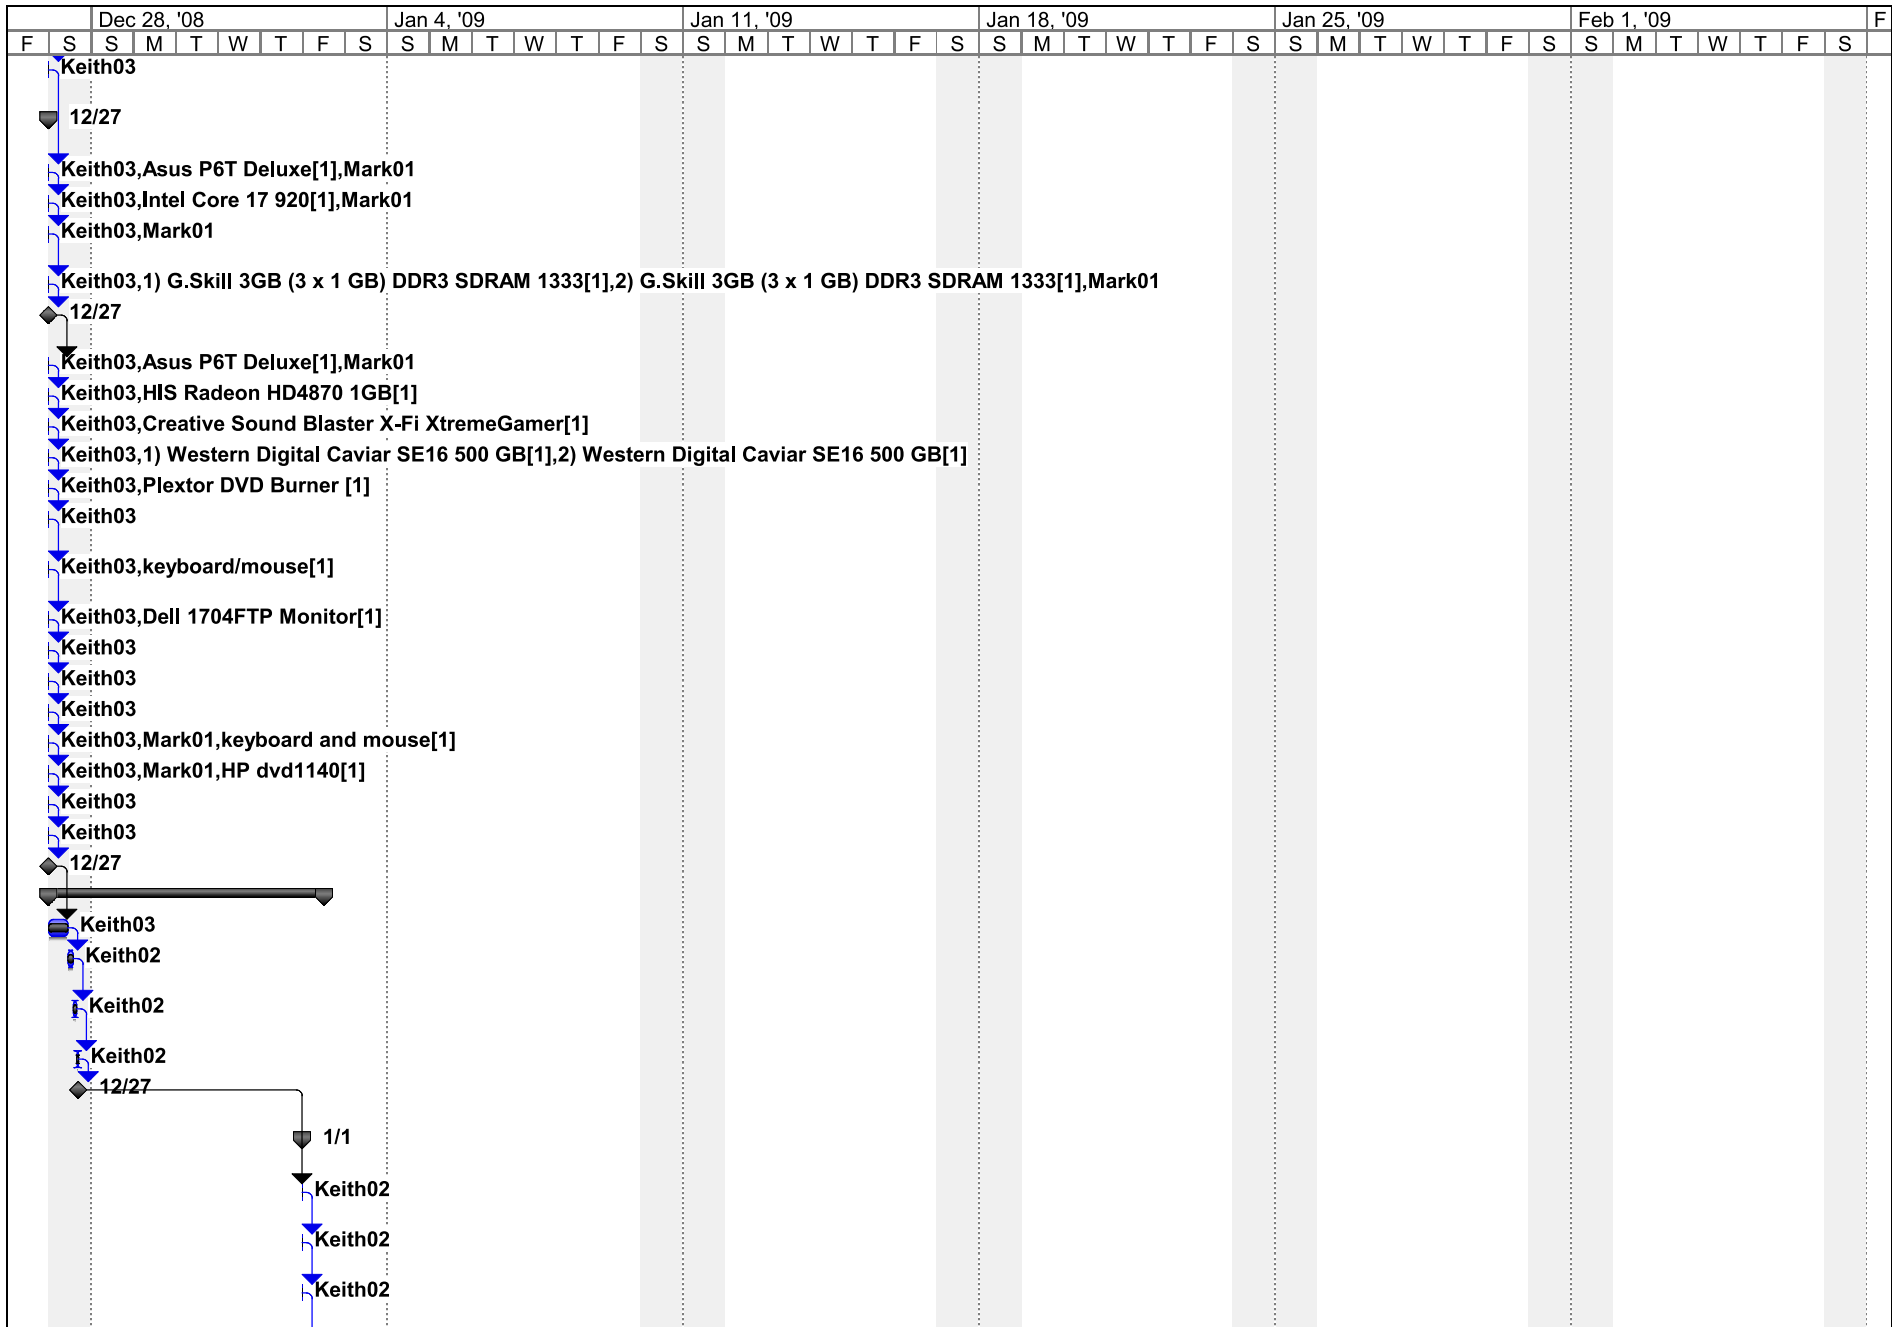 Dec 28, '08 Jan 4, '09 Jan 11, '09 Jan 18, '09 Jan 25, '09 Feb 1, '09 F
F S S M T W T F S S M T W T F S S M T W T F S S M T W T F S S M T W T F S S M T W T F S
Keith03
12/27
Keith03,Asus P6T Deluxe[1],Mark01
Keith03,Intel Core 17 920[1],Mark01
Keith03,Mark01
Keith03,1) G.Skill 3GB (3 x 1 GB) DDR3 SDRAM 1333[1],2) G.Skill 3GB (3 x 1 GB) DDR3 SDRAM 1333[1],Mark01
12/27
Keith03,Asus P6T Deluxe[1],Mark01
Keith03,HIS Radeon HD4870 1GB[1]
Keith03,Creative Sound Blaster X-Fi XtremeGamer[1]
Keith03,1) Western Digital Caviar SE16 500 GB[1],2) Western Digital Caviar SE16 500 GB[1]
Keith03,Plextor DVD Burner [1]
Keith03
Keith03,keyboard/mouse[1]
Keith03,Dell 1704FTP Monitor[1]
Keith03
Keith03
Keith03
Keith03,Mark01,keyboard and mouse[1]
Keith03,Mark01,HP dvd1140[1]
Keith03
Keith03
12/27
Keith03
Keith02
Keith02
Keith02
12/27
1/1
Keith02
Keith02
Keith02